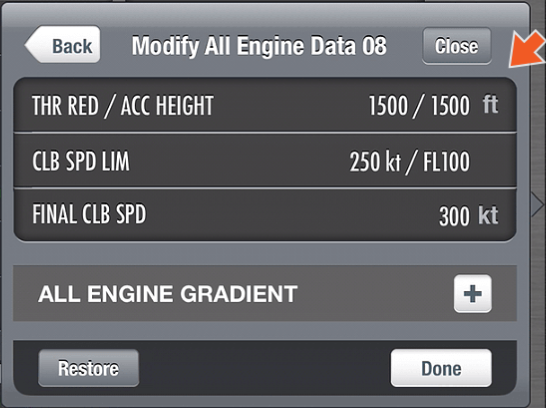 Back Modify All Engine Data 08 Close
THR RED / ACC HEIGHT 1500 / 1500 ft
CLB SPD LIM 250 kt / FL100
FINAL CLB SPD 300 kt
ALL ENGINE GRADIENT +
Restore Done